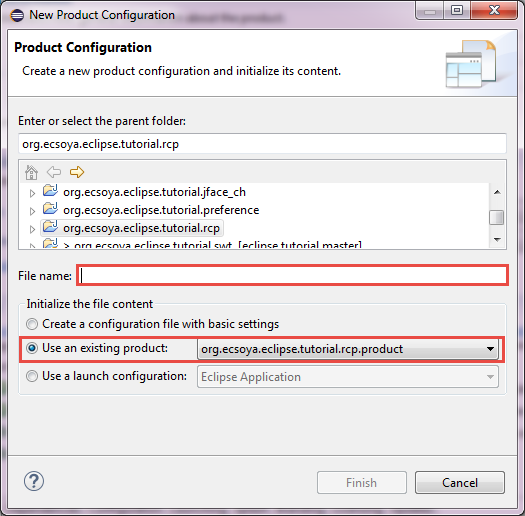 New Product Configuration
about the product.
Product Configuration
Create a new product configuration and initialize its content.
Enter or select the parent folder:
org.ecsoya.eclipse.tutorial.rcp
org.ecsoya.eclipse.tutorial.jface_ch
org.ecsoya.eclipse.tutorial.preference
org.ecsoya.eclipse.tutorial.rcp
> org.ecsoya.eclipse.tutorial.swt [eclipse.tutorial master]
File name:
Initialize the file content
Create a configuration file with basic settings
Use an existing product: org.ecsoya.eclipse.tutorial.rcp.product
Use a launch configuration: Eclipse Application
? Finish Cancel